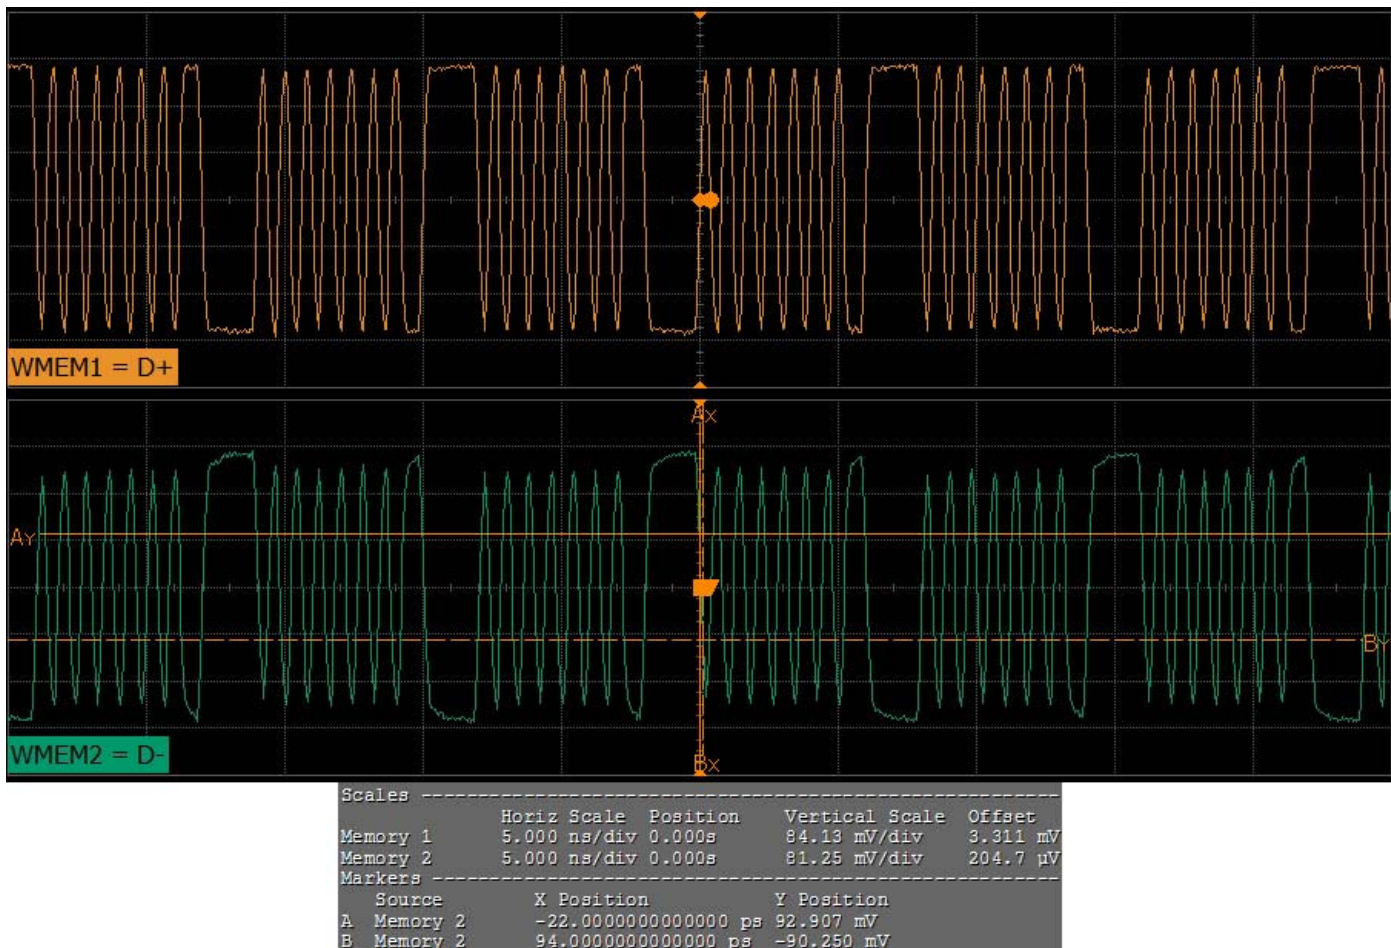 WMEM1 = D+
Ax
Ay
By
WMEM2 = D-
Bx
Scales
Horiz Scale Position Vertical Scale Offset
Memory 1 5.000 ns/div 0.000s 84.13 mV/div 3.311 mV
Memory 2 5.000 ns/div 0.000s 81.25 mV/div 204.7 µV
Markers
Source X Position Y Position
A Memory 2 -22.0000000000000 ps 92.907 mV
B Memory 2 94.0000000000000 ps -90.250 mV